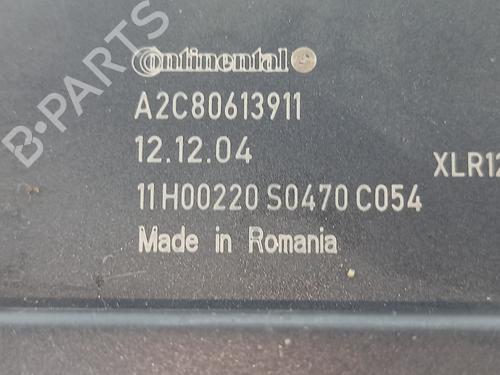 B-PARTS
Continental
A2C80613911
12.12.04
XLR12
11H00220 S0470 C054
Made in Romania